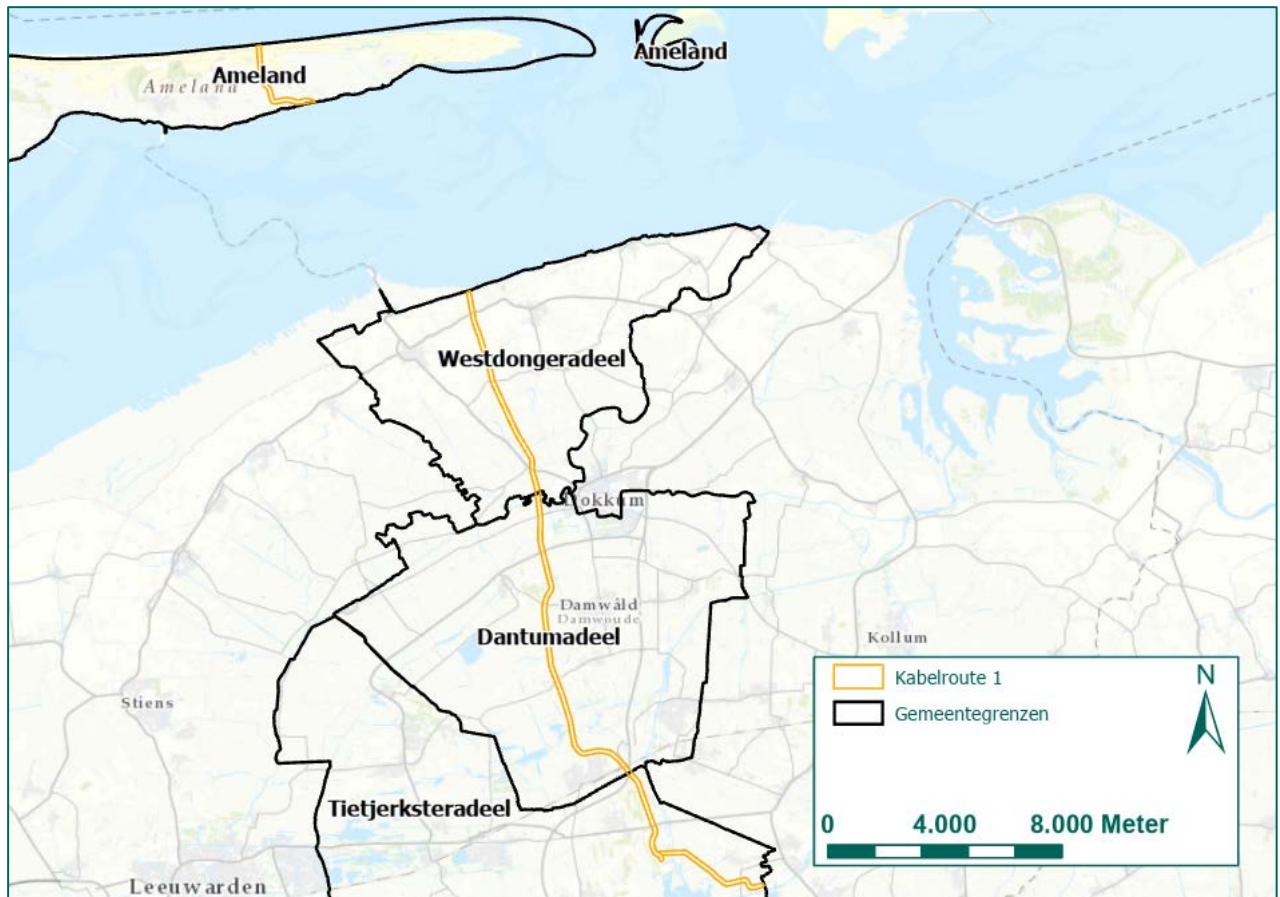 Ameland
Ameland
Ameland
Westdongeradeel
Dokkum
Damwâld
Damwoude
Dantumadeel
Kollum
Stiens
Tietjerksteradeel
Leeuwarden
Kabelroute 1
Gemeentegrenzen
N
0 4.000 8.000 Meter